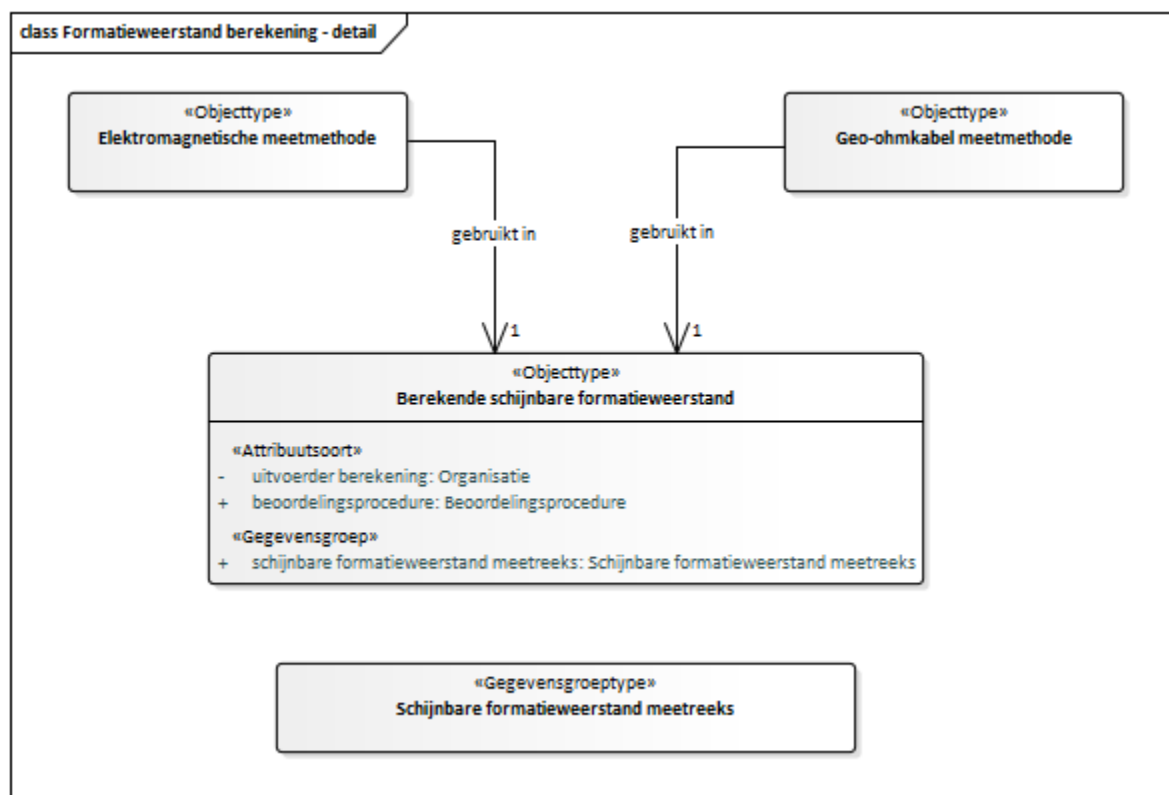 class Formatieweerstand berekening - detail
«Objecttype»
Elektromagnetische meetmethode
«Objecttype»
Geo-ohmkabel meetmethode
gebruikt in
gebruikt in
1
1
«Objecttype»
Berekende schijnbare formatieweerstand
«Attribuutsoort»
- uitvoerder berekening: Organisatie
+ beoordelingsprocedure: Beoordelingsprocedure
«Gegevensgroep»
+ schijnbare formatieweerstand meetreeks: Schijnbare formatieweerstand meetreeks
«Gegevensgroeptype»
Schijnbare formatieweerstand meetreeks